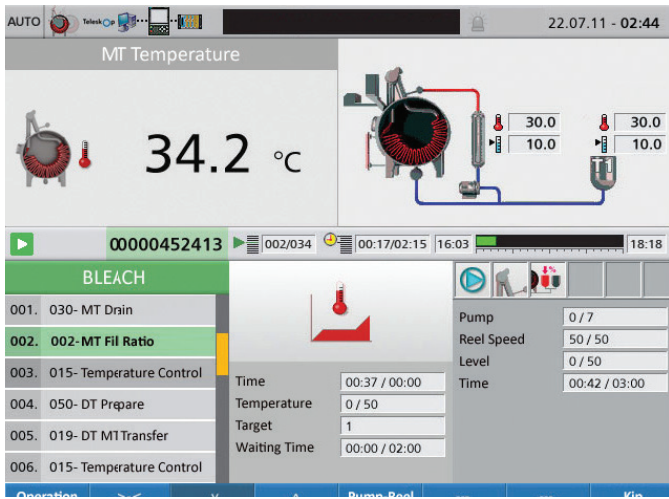 AUTO Teleskop 22.07.11 - 02:44
MT Temperature
34.2 °C
30.0 30.0
10.0 10.0
T1
00000452413 002/034 00:17/02:15 16:03 18:18
BLEACH
001. 030- MT Drain
002. 002- MT Fil Ratio
003. 015- Temperature Control
004. 050- DT Prepare
005. 019- DT MT Transfer
006. 015- Temperature Control
Time 00:37 / 00:00
Temperature 0 / 50
Target 1
Waiting Time 00:00 / 02:00
1%
Pump 0 / 7
Reel Speed 50 / 50
Level 0 / 50
Time 00:42 / 03:00
Operation >-< v ^ Pump-Reel --- --- Kip